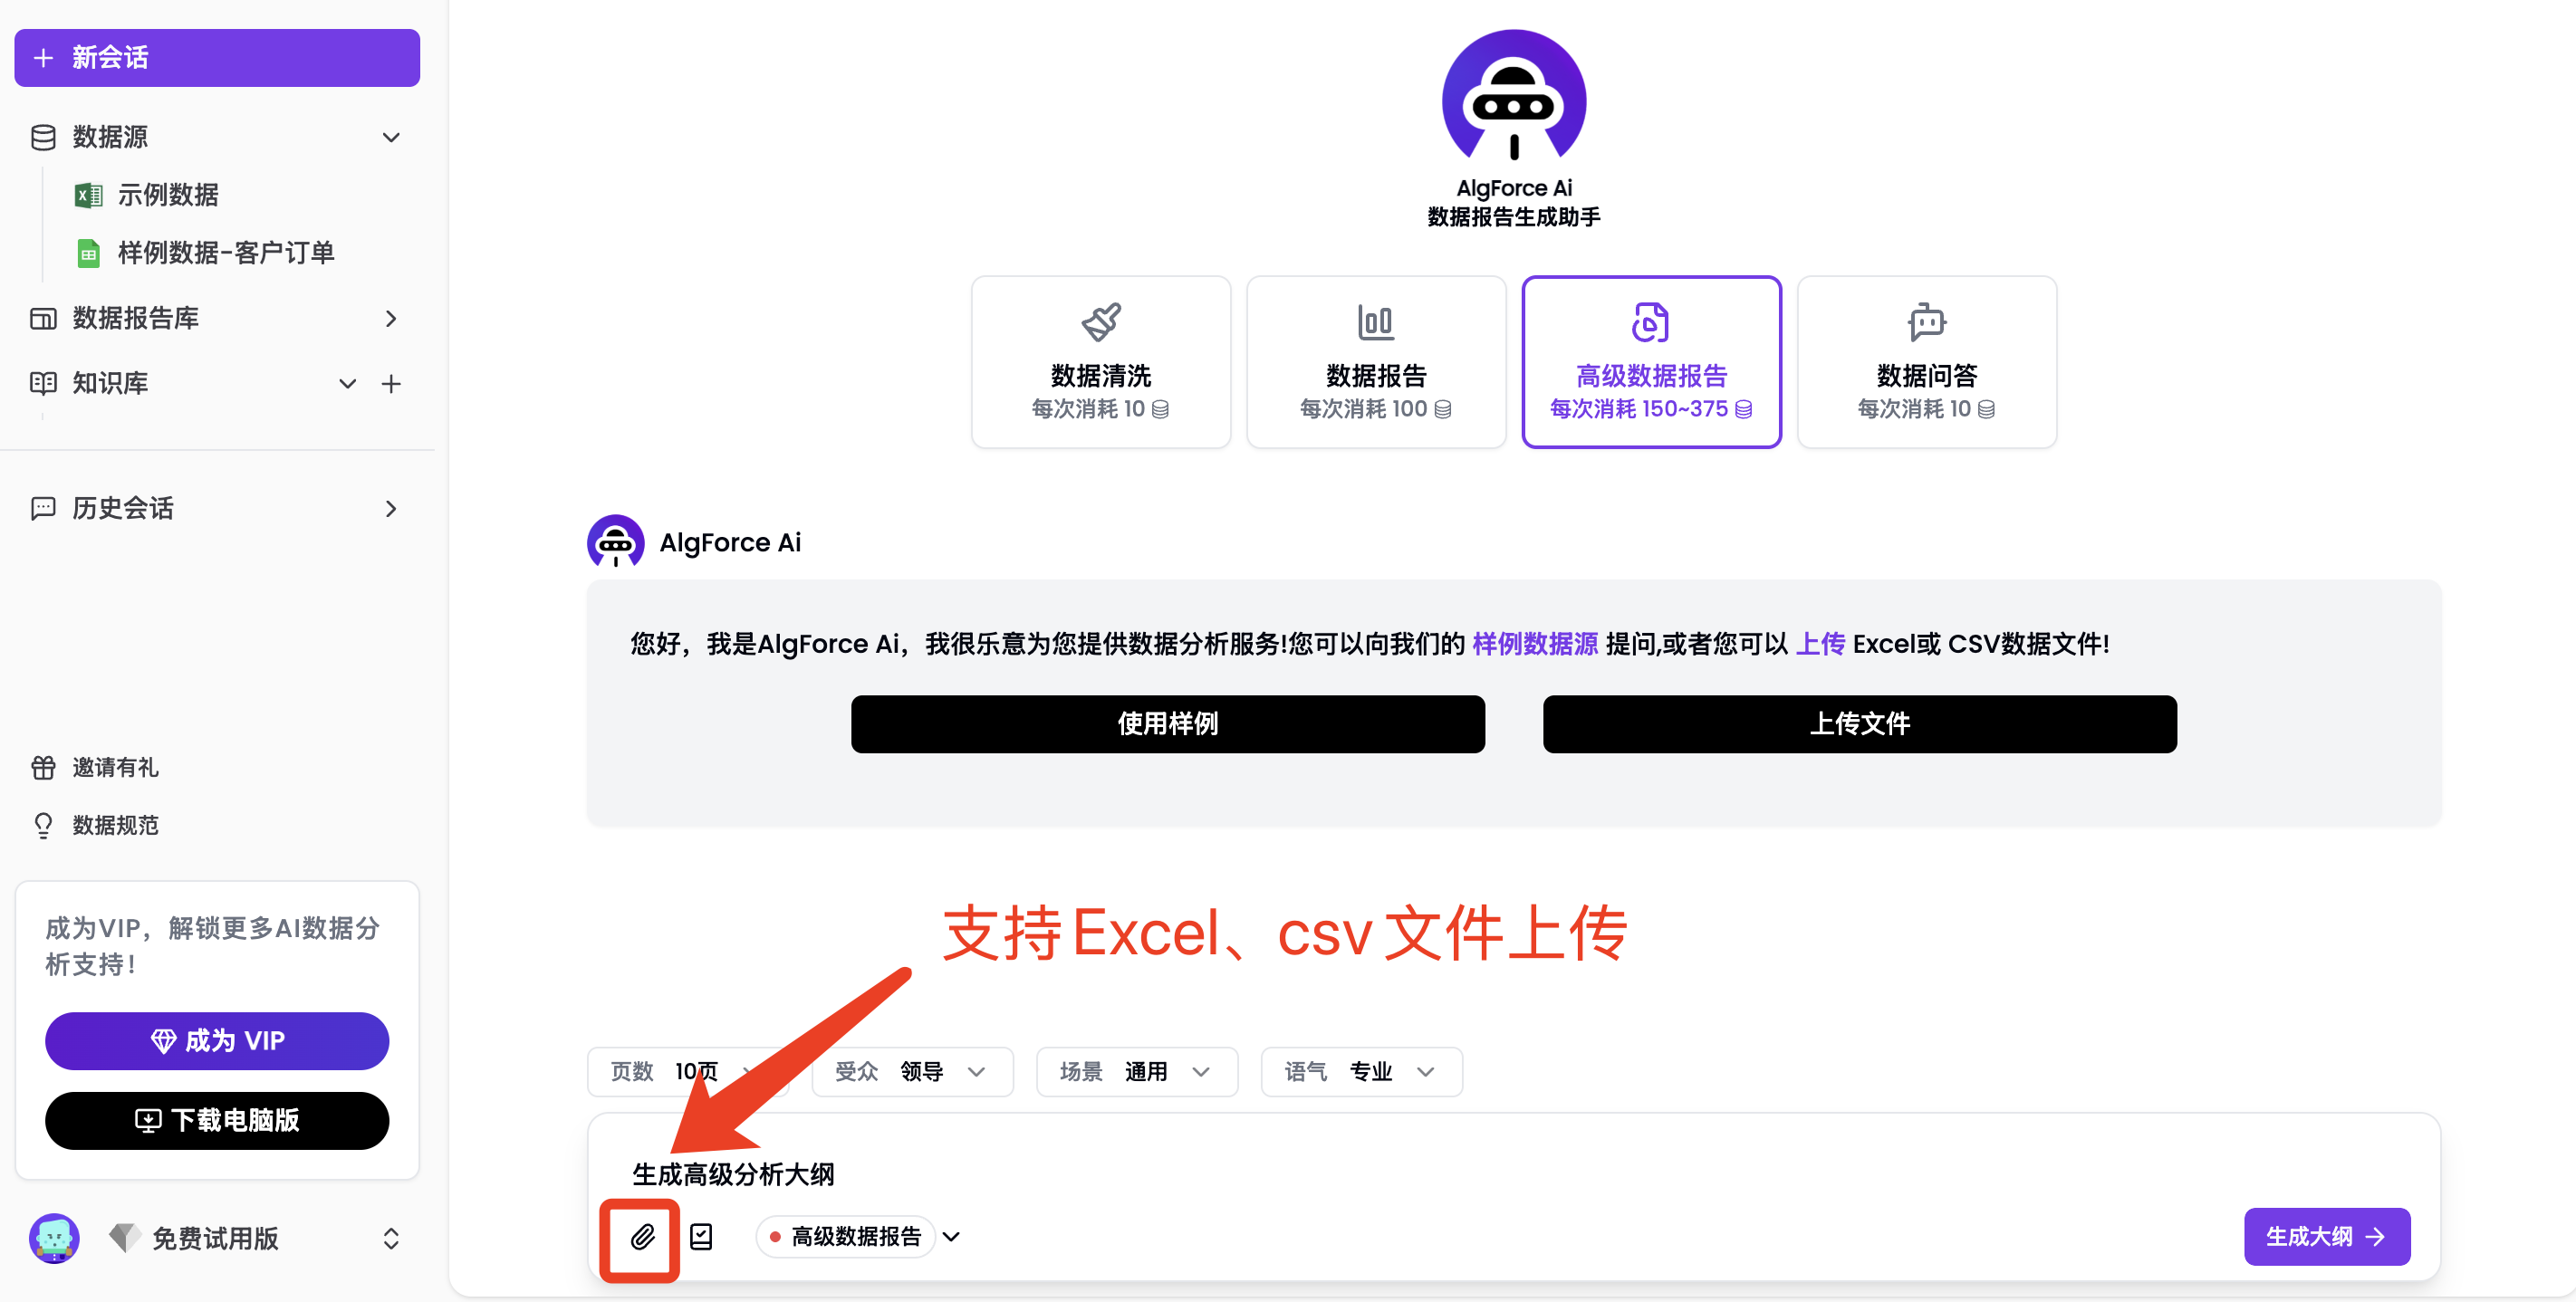 新会话
数据源
示例数据
样例数据-客户订单
数据报告库
知识库
历史会话
邀请有礼
数据规范
成为VIP，解锁更多AI数据分
析支持！
成为 VIP
下载电脑版
免费试用版
AlgForce Ai
数据报告生成助手
数据清洗
每次消耗 10
数据报告
每次消耗 100
高级数据报告
每次消耗 150~375
数据问答
每次消耗 10
AlgForce Ai
您好，我是AlgForce Ai，我很乐意为您提供数据分析服务!您可以向我们的 样例数据源 提问,或者您可以 上传 Excel或 CSV数据文件!
使用样例
上传文件
支持Excel、csv文件上传
页数 10页
受众 领导
场景 通用
语气 专业
生成高级分析大纲
高级数据报告
生成大纲